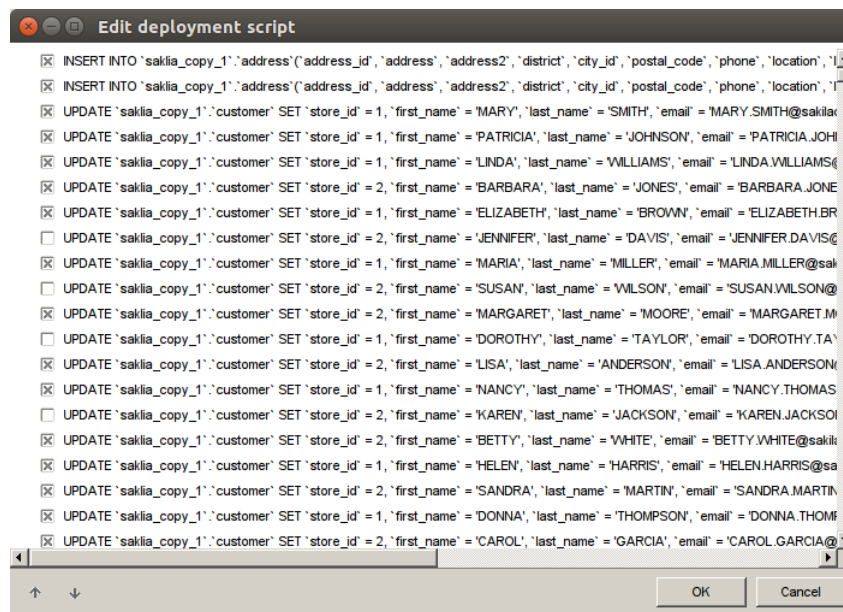 Edit deployment script
INSERT INTO `saklia_copy_1`.`address`(`address_id`, `address`, `address2`, `district`, `city_id`, `postal_code`, `phone`, `location`, `l
INSERT INTO `saklia_copy_1`.`address`(`address_id`, `address`, `address2`, `district`, `city_id`, `postal_code`, `phone`, `location`, `l
UPDATE `saklia_copy_1`.`customer` SET `store_id` = 1, `first_name` = 'MARY', `last_name` = 'SMITH', `email` = 'MARY.SMITH@sakilac
UPDATE `saklia_copy_1`.`customer` SET `store_id` = 1, `first_name` = 'PATRICIA', `last_name` = 'JOHNSON', `email` = 'PATRICIA.JOH
UPDATE `saklia_copy_1`.`customer` SET `store_id` = 1, `first_name` = 'LINDA', `last_name` = 'WILLIAMS', `email` = 'LINDA.WILLIAMS@
UPDATE `saklia_copy_1`.`customer` SET `store_id` = 2, `first_name` = 'BARBARA', `last_name` = 'JONES', `email` = 'BARBARA.JONE
UPDATE `saklia_copy_1`.`customer` SET `store_id` = 1, `first_name` = 'ELIZABETH', `last_name` = 'BROWN', `email` = 'ELIZABETH.BR
UPDATE `saklia_copy_1`.`customer` SET `store_id` = 2, `first_name` = 'JENNIFER', `last_name` = 'DAVIS', `email` = 'JENNIFER.DAVIS@
UPDATE `saklia_copy_1`.`customer` SET `store_id` = 1, `first_name` = 'MARIA', `last_name` = 'MILLER', `email` = 'MARIA.MILLER@sak
UPDATE `saklia_copy_1`.`customer` SET `store_id` = 2, `first_name` = 'SUSAN', `last_name` = 'WILSON', `email` = 'SUSAN.WILSON@
UPDATE `saklia_copy_1`.`customer` SET `store_id` = 2, `first_name` = 'MARGARET', `last_name` = 'MOORE', `email` = 'MARGARET.M
UPDATE `saklia_copy_1`.`customer` SET `store_id` = 1, `first_name` = 'DOROTHY', `last_name` = 'TAYLOR', `email` = 'DOROTHY.TAY
UPDATE `saklia_copy_1`.`customer` SET `store_id` = 2, `first_name` = 'LISA', `last_name` = 'ANDERSON', `email` = 'LISA.ANDERSON@
UPDATE `saklia_copy_1`.`customer` SET `store_id` = 1, `first_name` = 'NANCY', `last_name` = 'THOMAS', `email` = 'NANCY.THOMAS
UPDATE `saklia_copy_1`.`customer` SET `store_id` = 2, `first_name` = 'KAREN', `last_name` = 'JACKSON', `email` = 'KAREN.JACKSO
UPDATE `saklia_copy_1`.`customer` SET `store_id` = 2, `first_name` = 'BETTY', `last_name` = 'WHITE', `email` = 'BETTY.WHITE@sakila
UPDATE `saklia_copy_1`.`customer` SET `store_id` = 1, `first_name` = 'HELEN', `last_name` = 'HARRIS', `email` = 'HELEN.HARRIS@sa
UPDATE `saklia_copy_1`.`customer` SET `store_id` = 2, `first_name` = 'SANDRA', `last_name` = 'MARTIN', `email` = 'SANDRA.MARTIN
UPDATE `saklia_copy_1`.`customer` SET `store_id` = 1, `first_name` = 'DONNA', `last_name` = 'THOMPSON', `email` = 'DONNA.THOM
UPDATE `saklia_copy_1`.`customer` SET `store_id` = 2, `first_name` = 'CAROL', `last_name` = 'GARCIA', `email` = 'CAROL.GARCIA@
OK Cancel